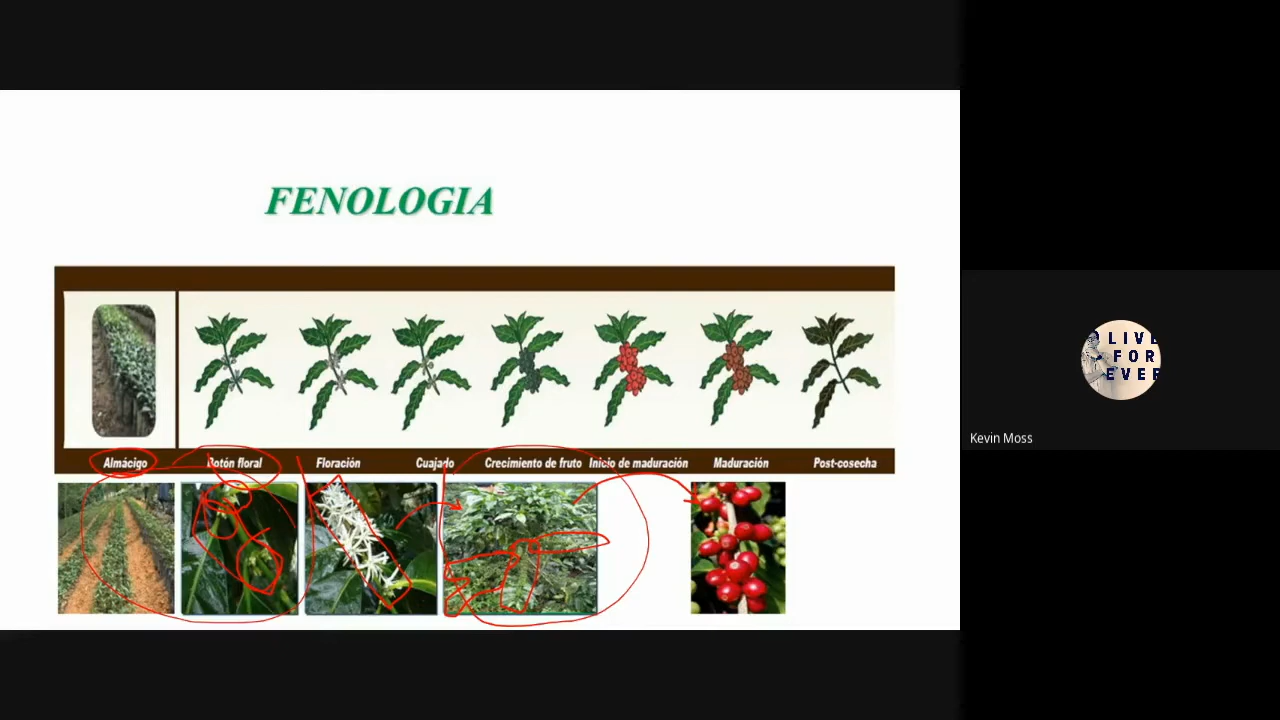 FENOLOGIA
Almácigo Botón floral Floración Cuajado Crecimiento de fruto Inicio de maduración Maduración Post-cosecha
LIVE
FOR
EVER
Kevin Moss